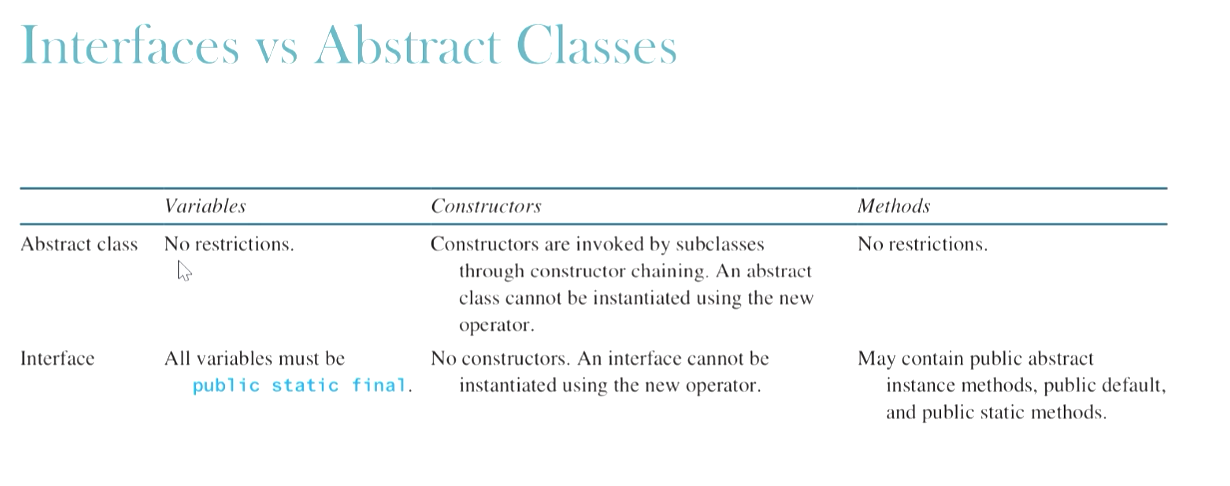 Interfaces vs Abstract Classes
Variables Constructors Methods
Abstract class No restrictions. Constructors are invoked by subclasses No restrictions.
through constructor chaining. An abstract
class cannot be instantiated using the new
operator.
Interface All variables must be No constructors. An interface cannot be May contain public abstract
public static final. instantiated using the new operator. instance methods, public default,
and public static methods.